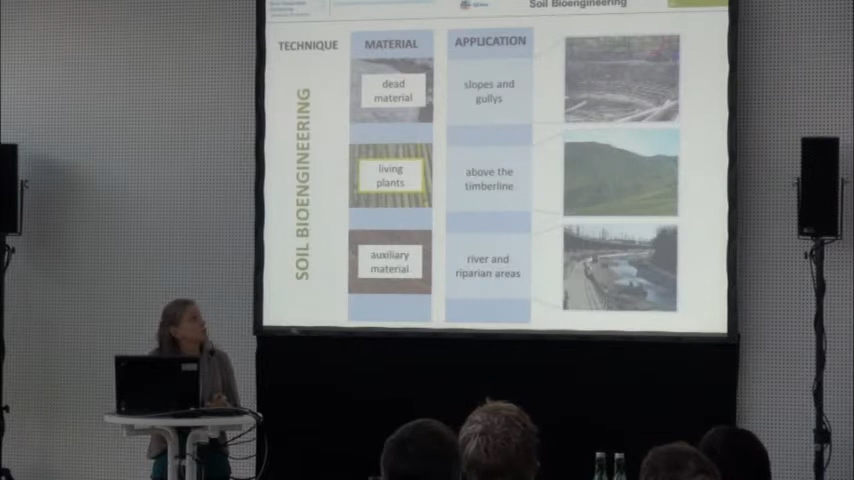 Soil Bioengineering
TECHNIQUE
MATERIAL
APPLICATION
SOIL BIOENGINEERING
dead
material
slopes and
gullys
living
plants
above the
timberline
auxiliary
material
river and
riparian areas